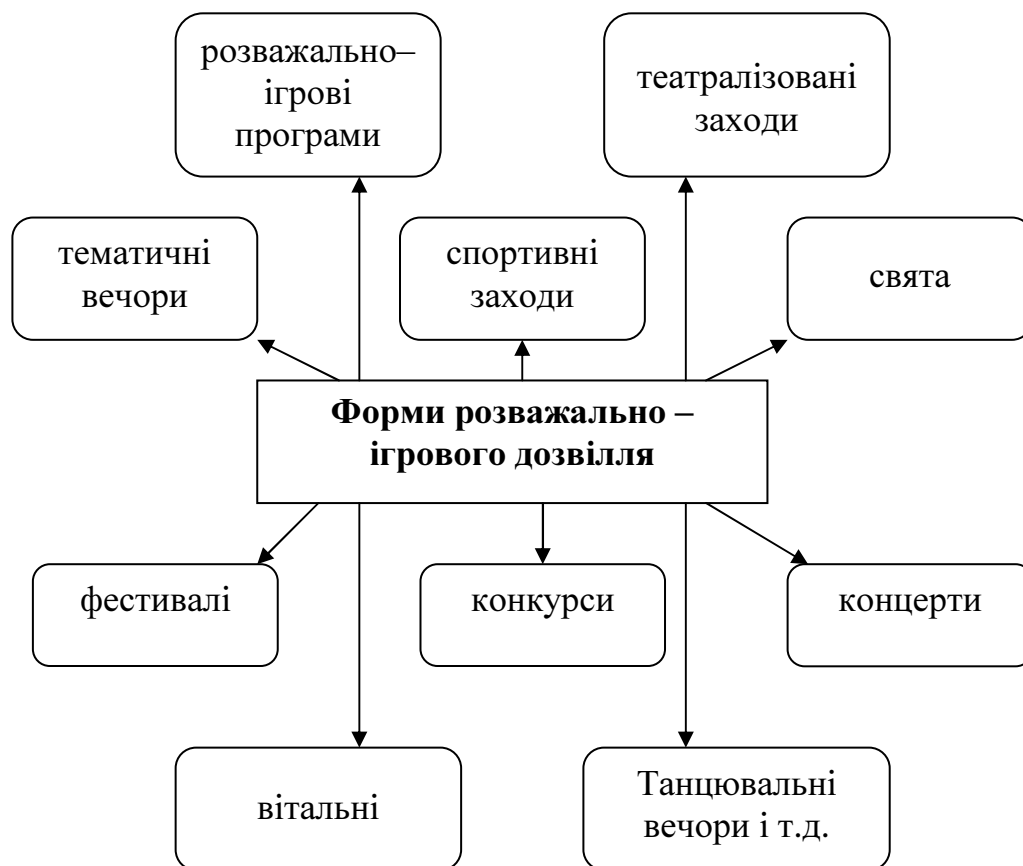 розважально–
ігрові
програми
театралізовані
заходи
тематичні
вечори
спортивні
заходи
свята
Форми розважально –
ігрового дозвілля
фестивалі
конкурси
концерти
вітальні
Танцювальні
вечори і т.д.